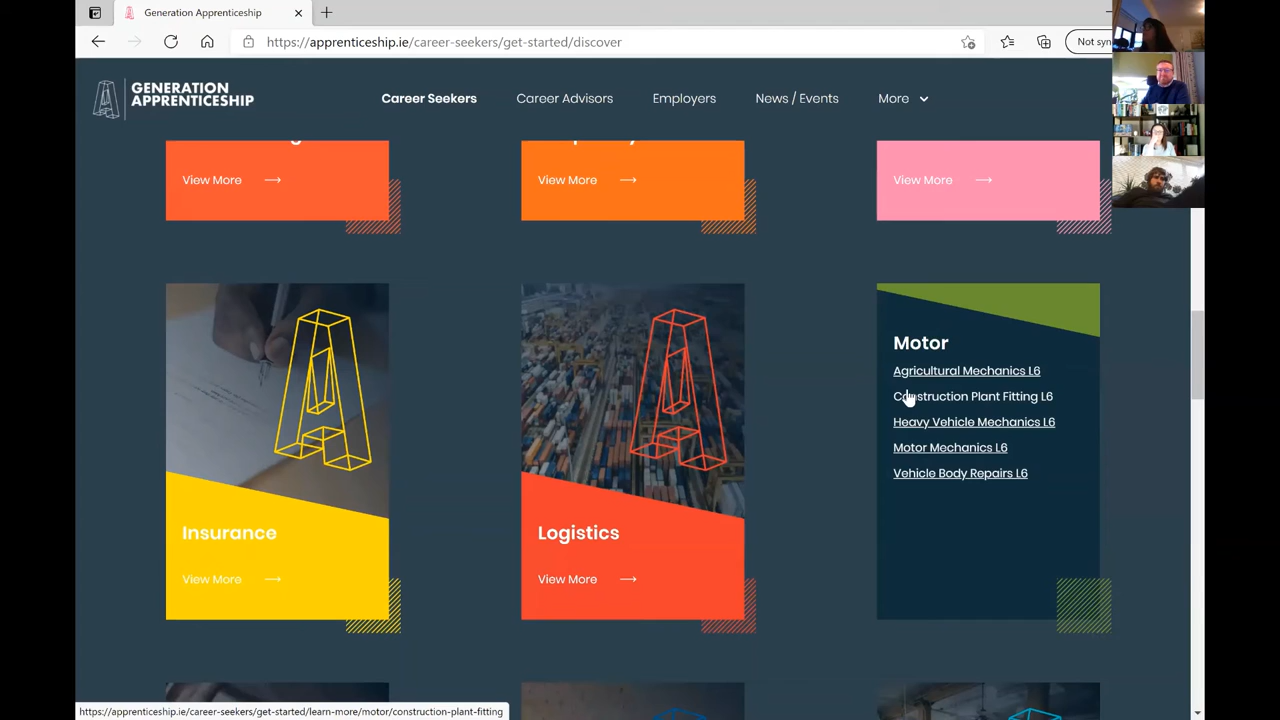 Generation Apprenticeship
https://apprenticeship.ie/career-seekers/get-started/discover
Not syn
GENERATION
APPRENTICESHIP
Career Seekers
Career Advisors
Employers
News / Events
More
View More
View More
View More
Insurance
View More
Logistics
View More
Motor
Agricultural Mechanics L6
Construction Plant Fitting L6
Heavy Vehicle Mechanics L6
Motor Mechanics L6
Vehicle Body Repairs L6
https://apprenticeship.ie/career-seekers/get-started/learn-more/motor/construction-plant-fitting